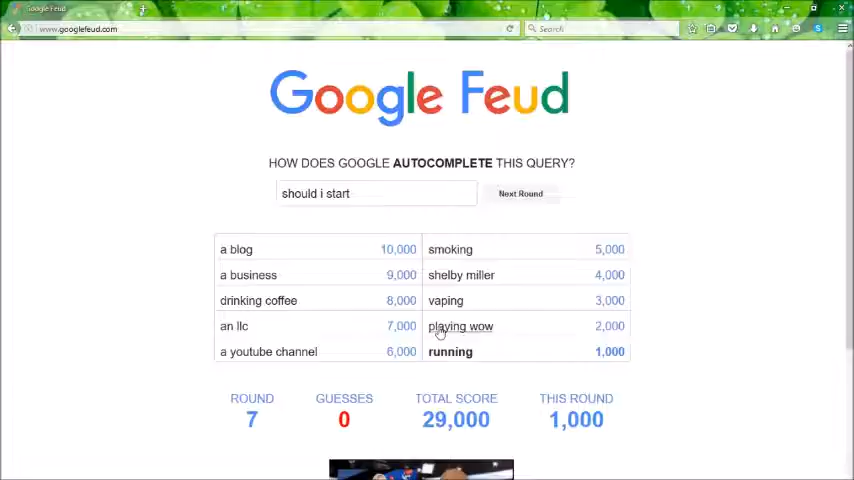 Google Feud
www.googlefeud.com
Search
Google Feud
HOW DOES GOOGLE AUTOCOMPLETE THIS QUERY?
should i start
Next Round
a blog 10,000 smoking 5,000
a business 9,000 shelby miller 4,000
drinking coffee 8,000 vaping 3,000
an llc 7,000 playing wow 2,000
a youtube channel 6,000 running 1,000
ROUND GUESSES TOTAL SCORE THIS ROUND
7 0 29,000 1,000